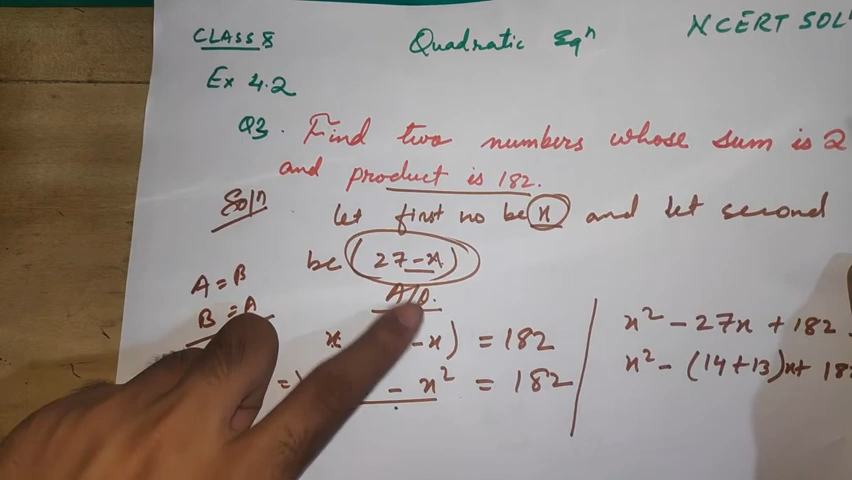 CLASS 8
Quadratic Eqⁿ
NCERT SOLⁿ
Ex 4.2
Q3. Find two numbers whose sum is 2
and product is 182.
Solⁿ
let first no be x and let second
be (27-x)
A=B
B=A
A/Q.
x -x) = 182
= - x² = 182
x² - 27x + 182
x² - (14+13)x + 18